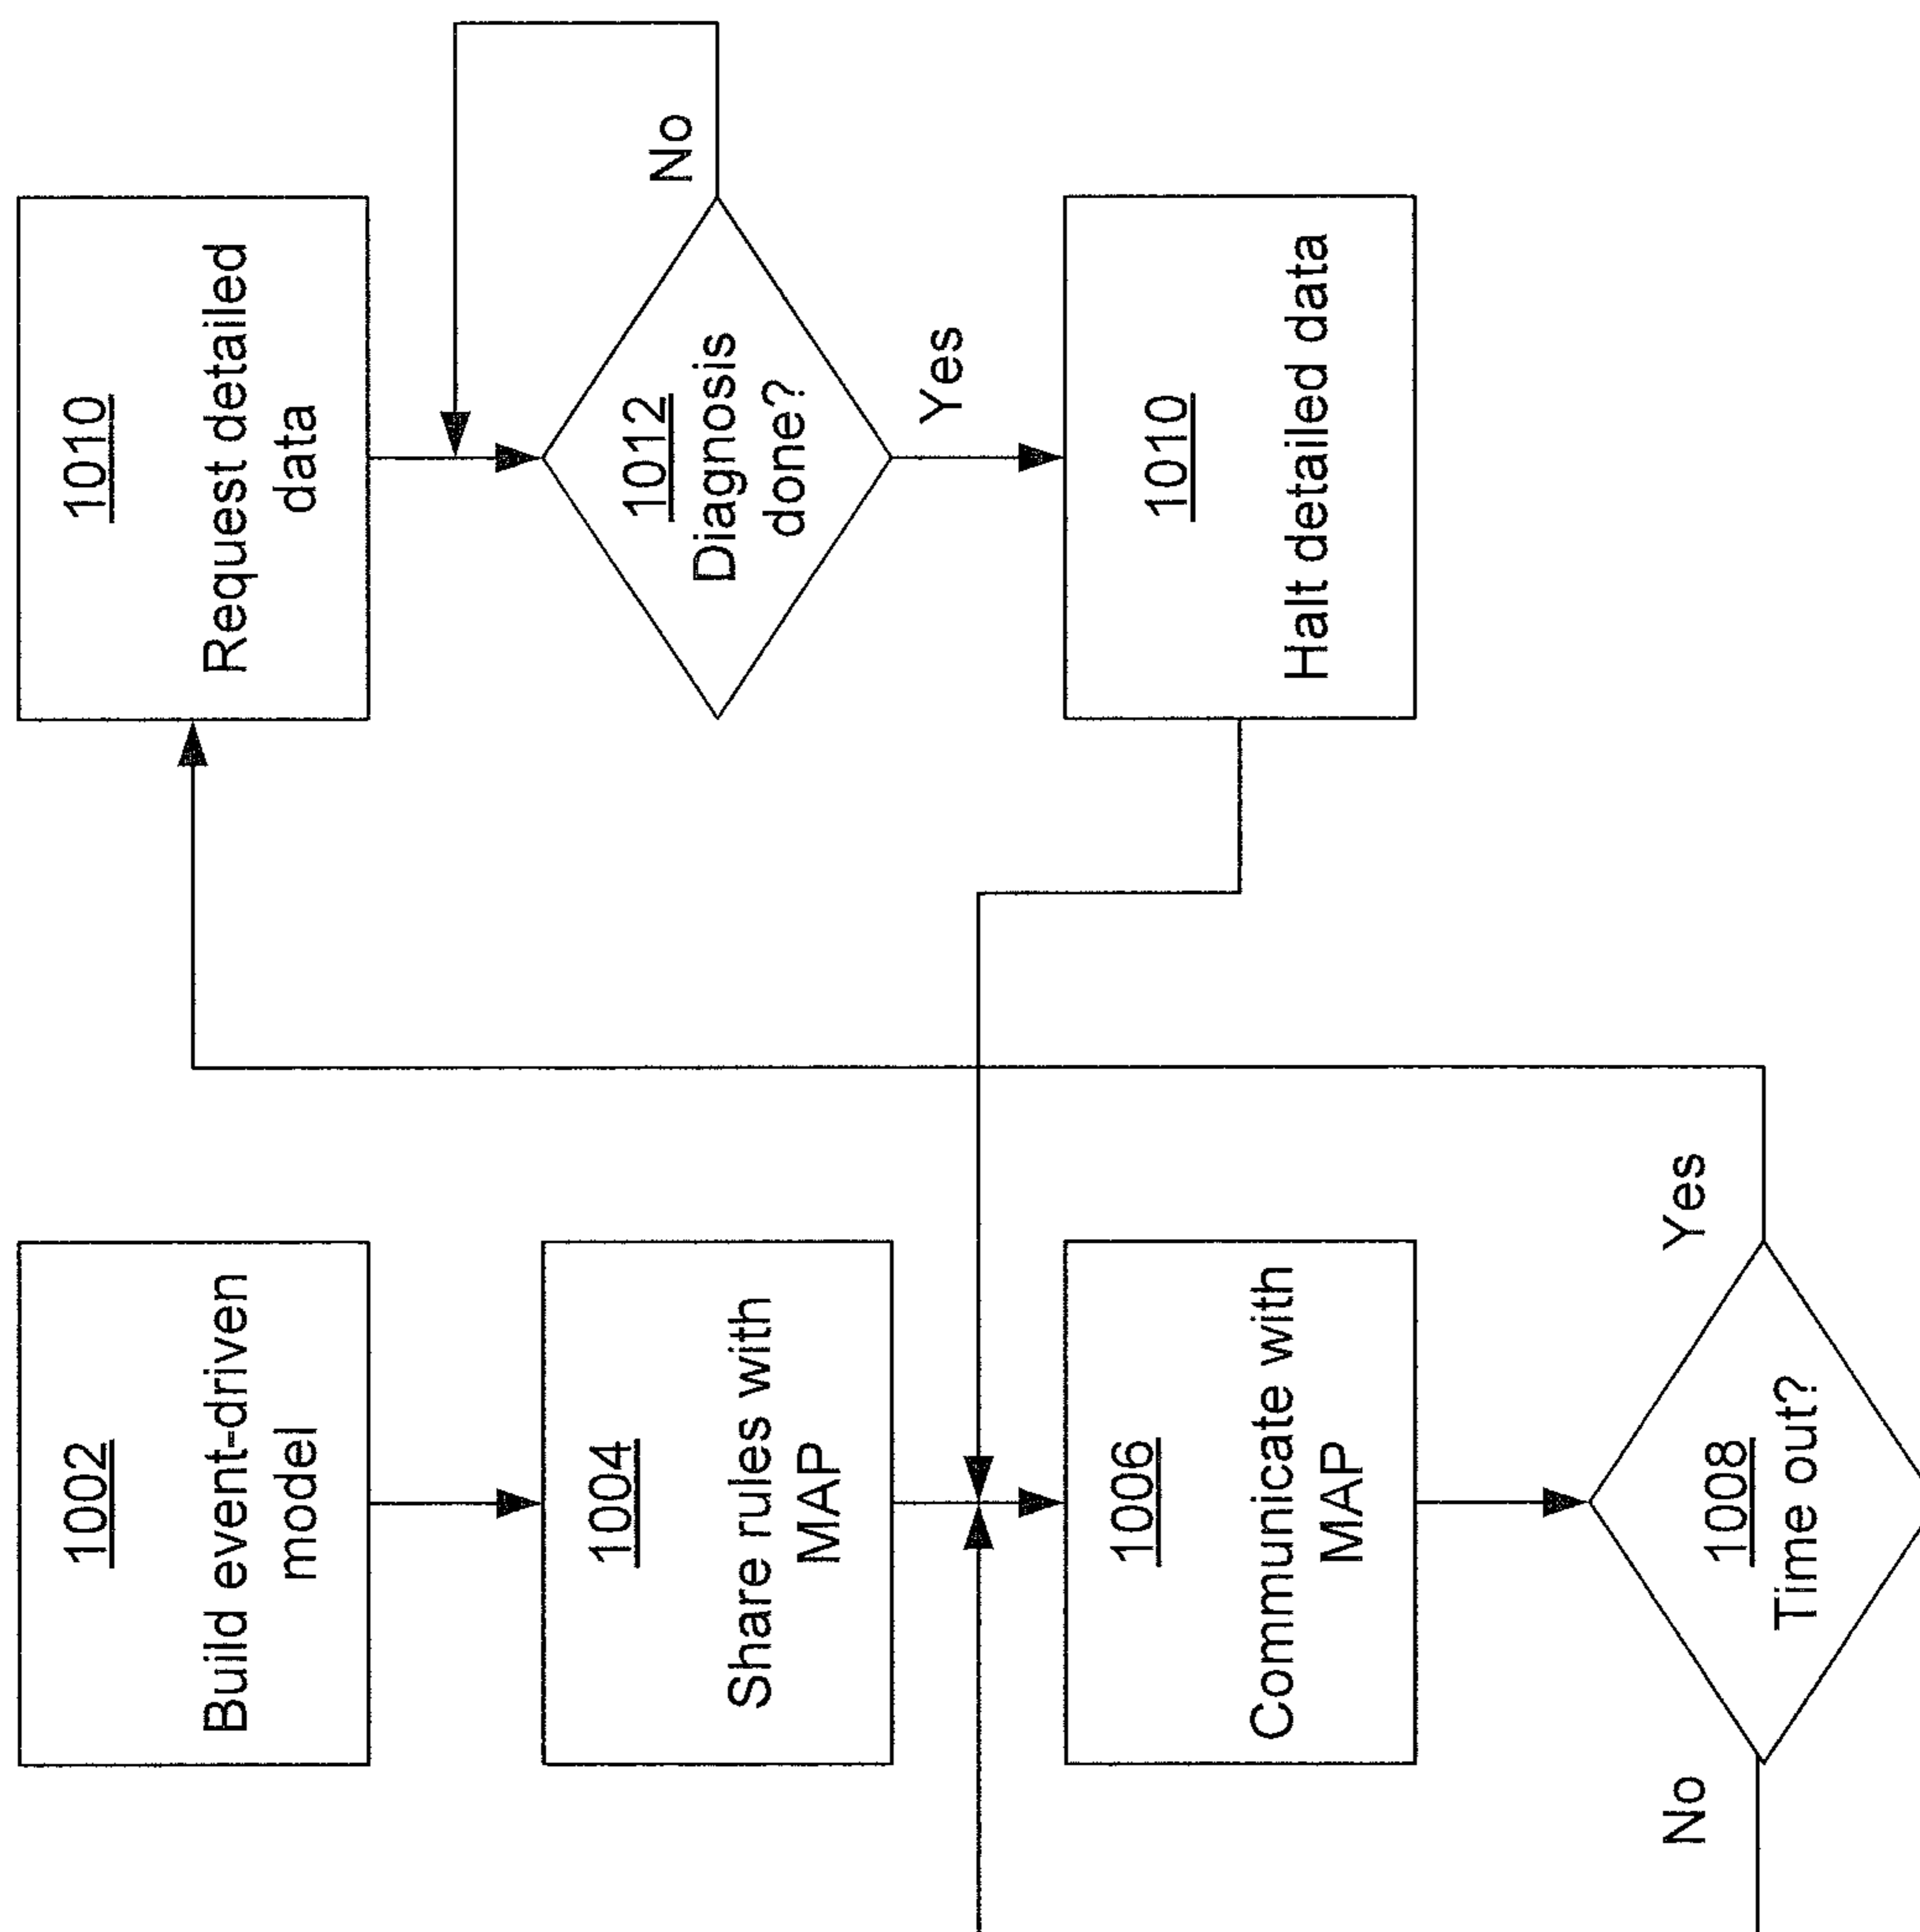 1002
Build event-driven
model
1004
Share rules with
MAP
1006
Communicate with
MAP
1008
Time out?
No
Yes
1010
Request detailed
data
1012
Diagnosis
done?
No
Yes
1010
Halt detailed data